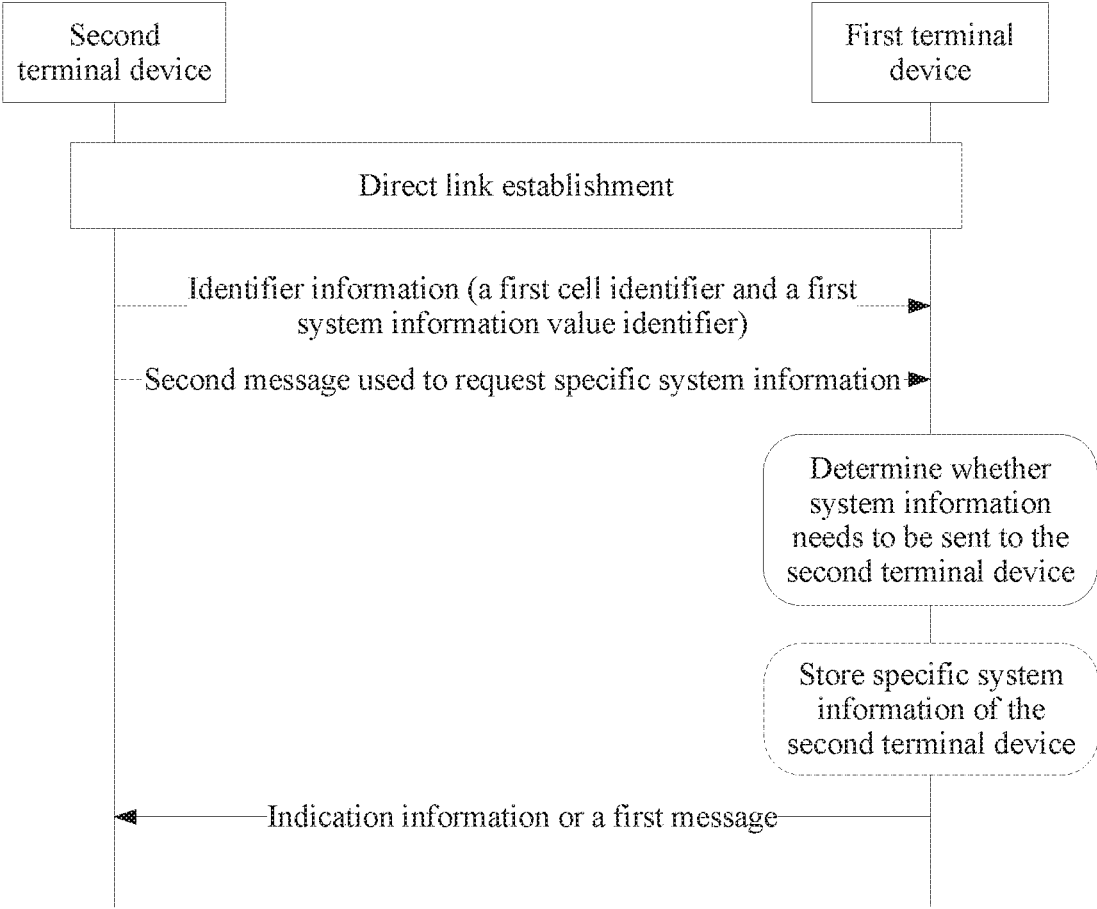 Second
terminal device
First terminal
device
Direct link establishment
Identifier information (a first cell identifier and a first
system information value identifier)
Second message used to request specific system information
Determine whether
system information
needs to be sent to the
second terminal device
Store specific system
information of the
second terminal device
Indication information or a first message